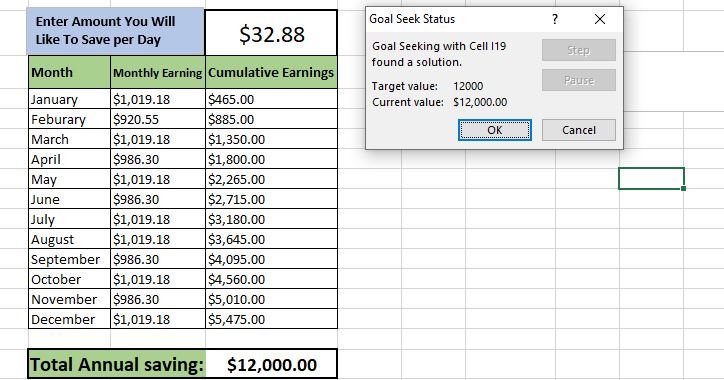 Enter Amount You Will
Like To Save per Day
$32.88
Month Monthly Earning Cumulative Earnings
January $1,019.18 $465.00
Feburary $920.55 $885.00
March $1,019.18 $1,350.00
April $986.30 $1,800.00
May $1,019.18 $2,265.00
June $986.30 $2,715.00
July $1,019.18 $3,180.00
August $1,019.18 $3,645.00
September $986.30 $4,095.00
October $1,019.18 $4,560.00
November $986.30 $5,010.00
December $1,019.18 $5,475.00
Total Annual saving: $12,000.00
Goal Seek Status ? ×
Goal Seeking with Cell I19
found a solution.
Step
Pause
Target value: 12000
Current value: $12,000.00
OK Cancel